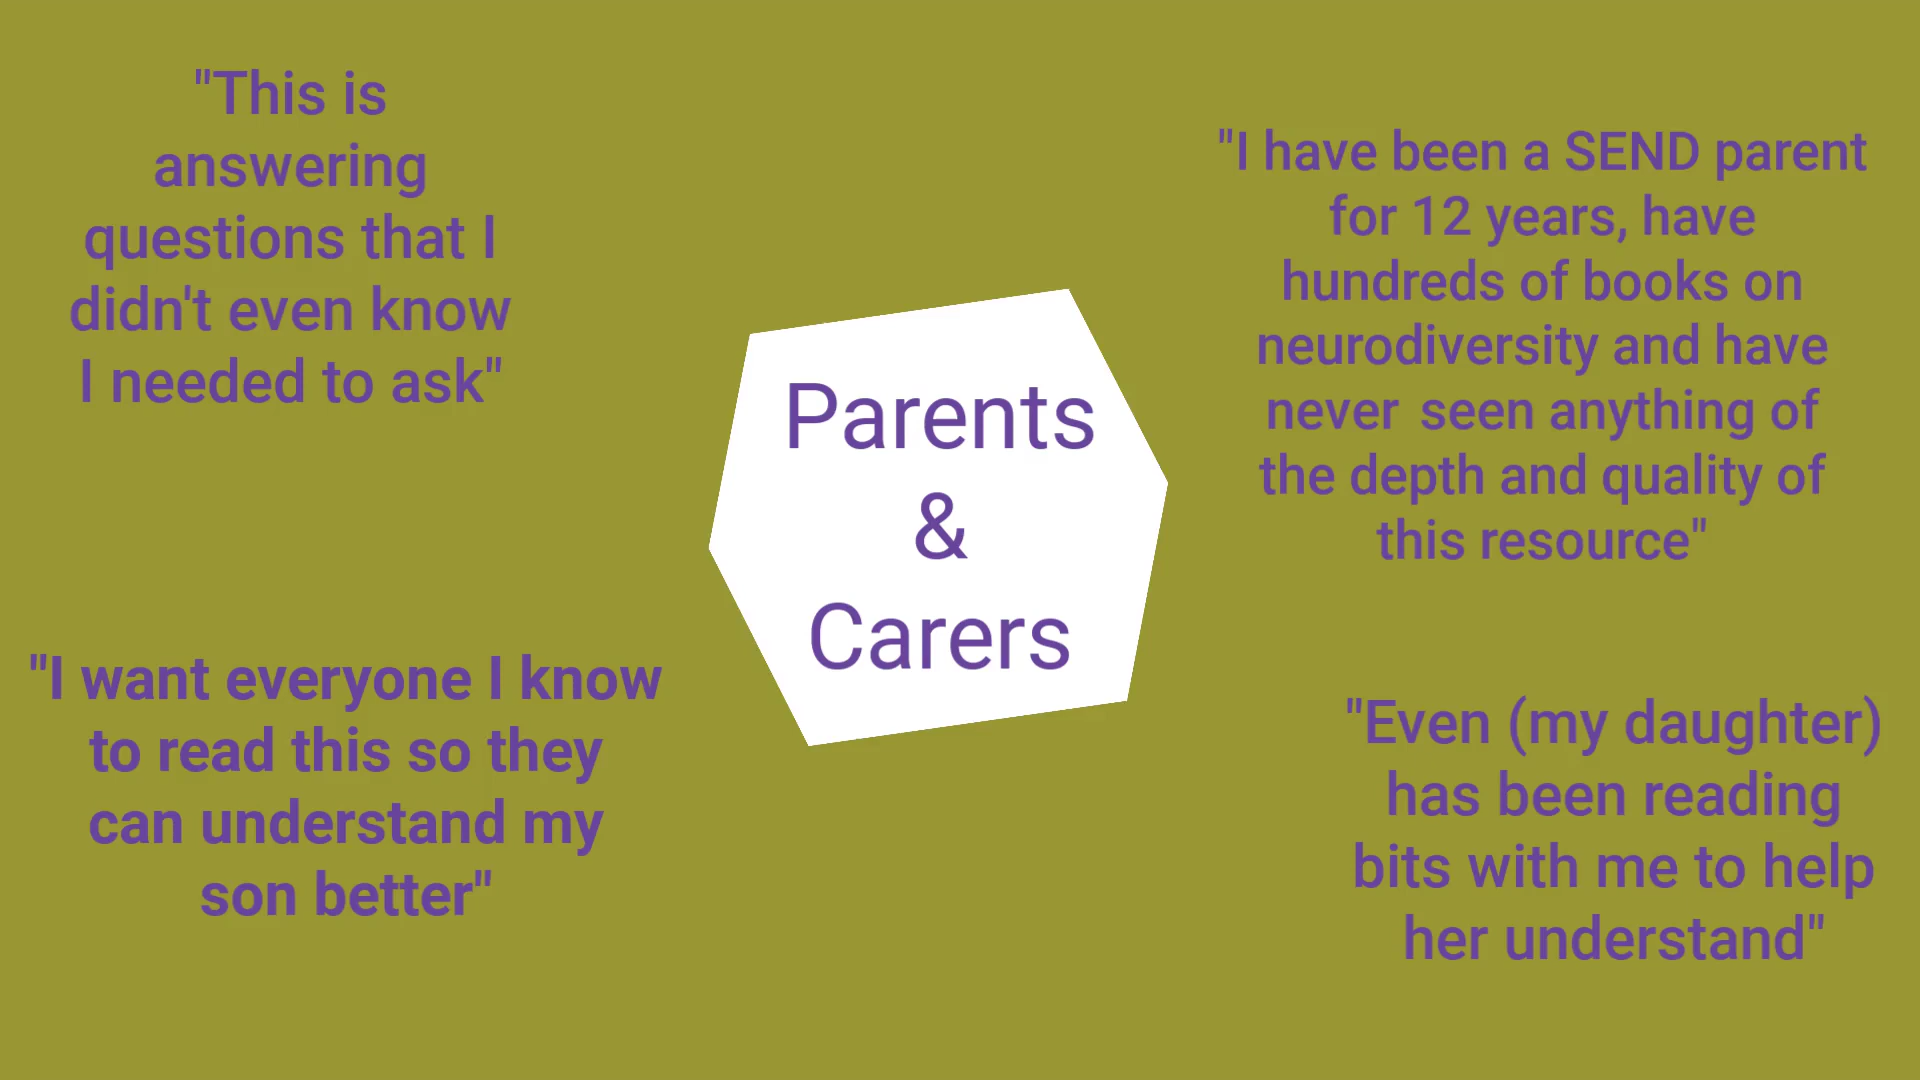 "This is
answering
questions that I
didn't even know
I needed to ask"
"I want everyone I know
to read this so they
can understand my
son better"
Parents
&
Carers
"I have been a SEND parent
for 12 years, have
hundreds of books on
neurodiversity and have
never seen anything of
the depth and quality of
this resource"
"Even (my daughter)
has been reading
bits with me to help
her understand"